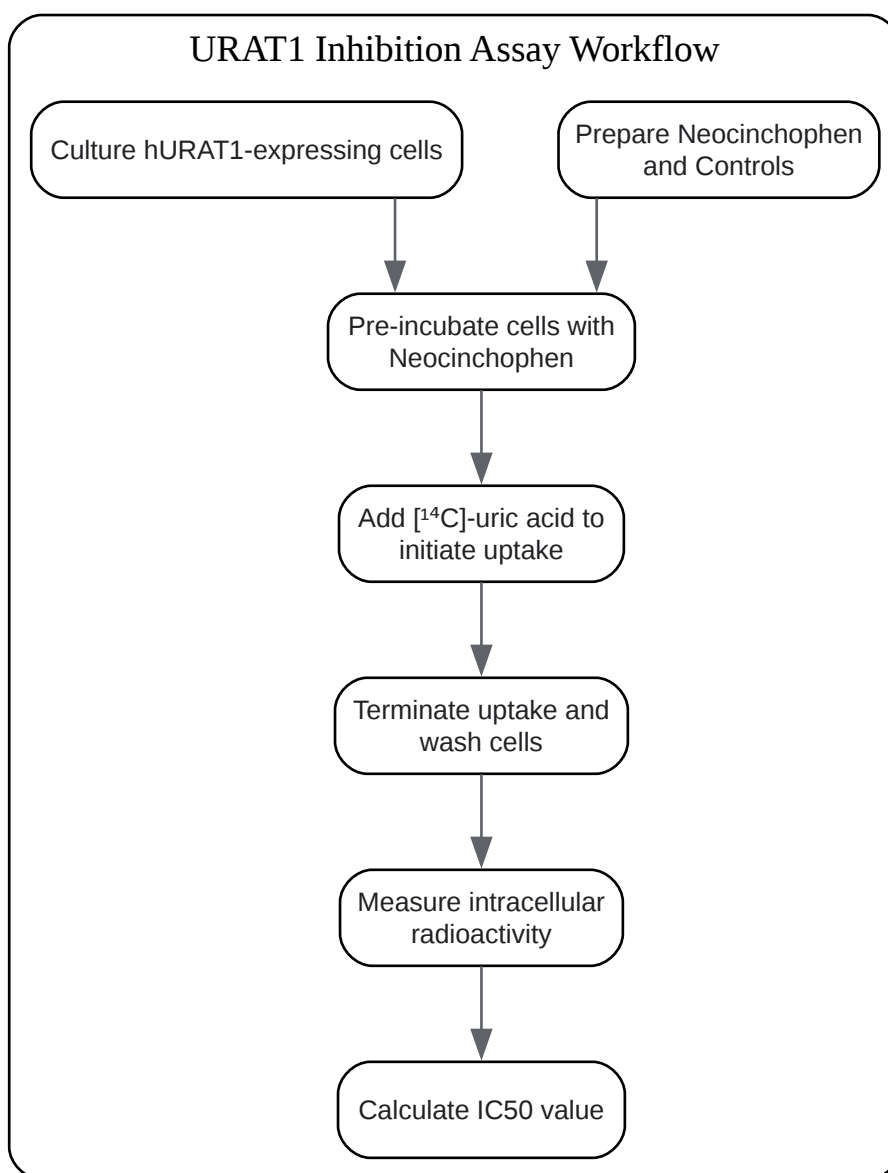 URAT1 Inhibition Assay Workflow
Culture hURAT1-expressing cells
Prepare Neocinchophen
and Controls
Pre-incubate cells with
Neocinchophen
Add [¹⁴C]-uric acid to
initiate uptake
Terminate uptake and
wash cells
Measure intracellular
radioactivity
Calculate IC50 value